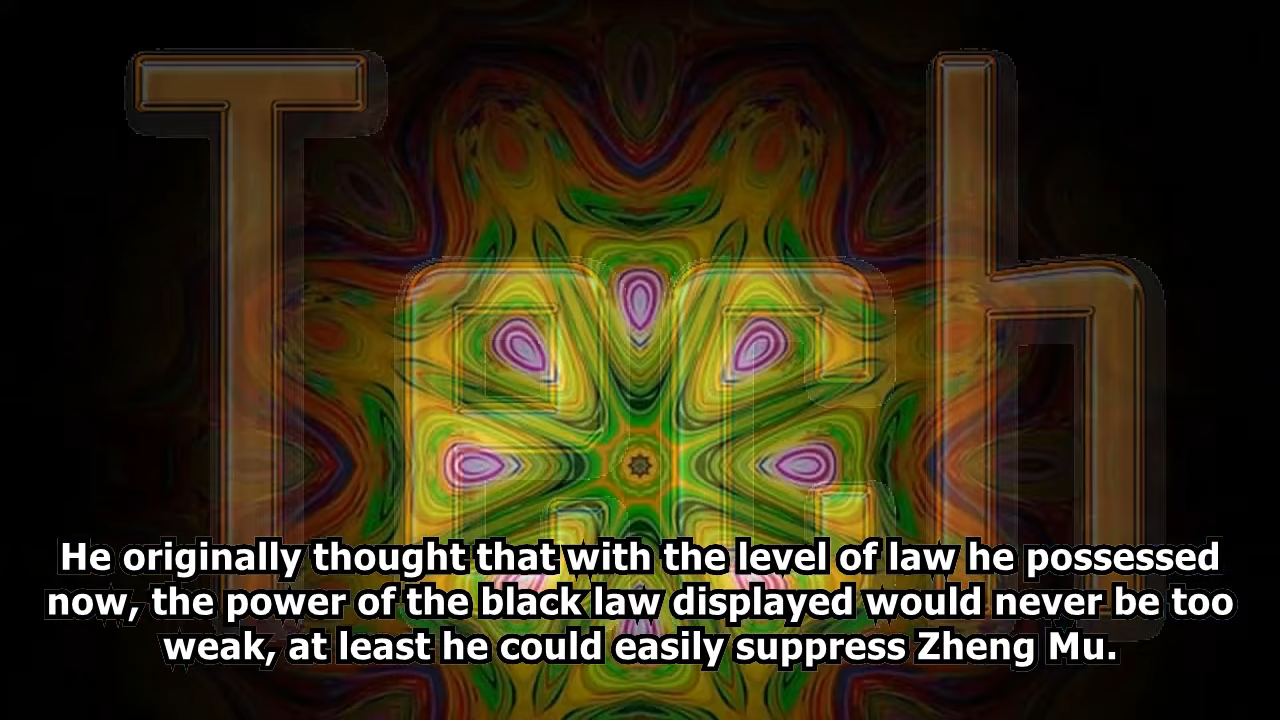 Tech
He originally thought that with the level of law he possessed
now, the power of the black law displayed would never be too
weak, at least he could easily suppress Zheng Mu.